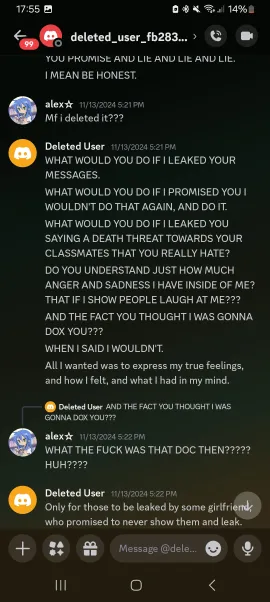 17:55
14%
99
deleted_user_fb283...
YOU PROMISE AND LIE AND LIE AND LIE.
I MEAN BE HONEST.
alex☆ 11/13/2024 5:21 PM
Mf i deleted it???
Deleted User 11/13/2024 5:21 PM
WHAT WOULD YOU DO IF I LEAKED YOUR
MESSAGES.
WHAT WOULD YOU DO IF I PROMISED YOU I
WOULDN'T DO THAT AGAIN, AND DO IT.
WHAT WOULD YOU DO IF I LEAKED YOU
SAYING A DEATH THREAT TOWARDS YOUR
CLASSMATES THAT YOU REALLY HATE?
DO YOU UNDERSTAND JUST HOW MUCH
ANGER AND SADNESS I HAVE INSIDE OF ME?
THAT IF I SHOW PEOPLE LAUGH AT ME???
AND THE FACT YOU THOUGHT I WAS GONNA
DOX YOU???
WHEN I SAID I WOULDN'T.
All I wanted was to express my true feelings,
and how I felt, and what I had in my mind.
Deleted User AND THE FACT YOU THOUGHT I WAS
GONNA DOX YOU???
alex☆ 11/13/2024 5:22 PM
WHAT THE FUCK WAS THAT DOC THEN?????
HUH????
Deleted User 11/13/2024 5:22 PM
Only for those to be leaked by some girlfriend
who promised to never show them and leak.
Message @dele...